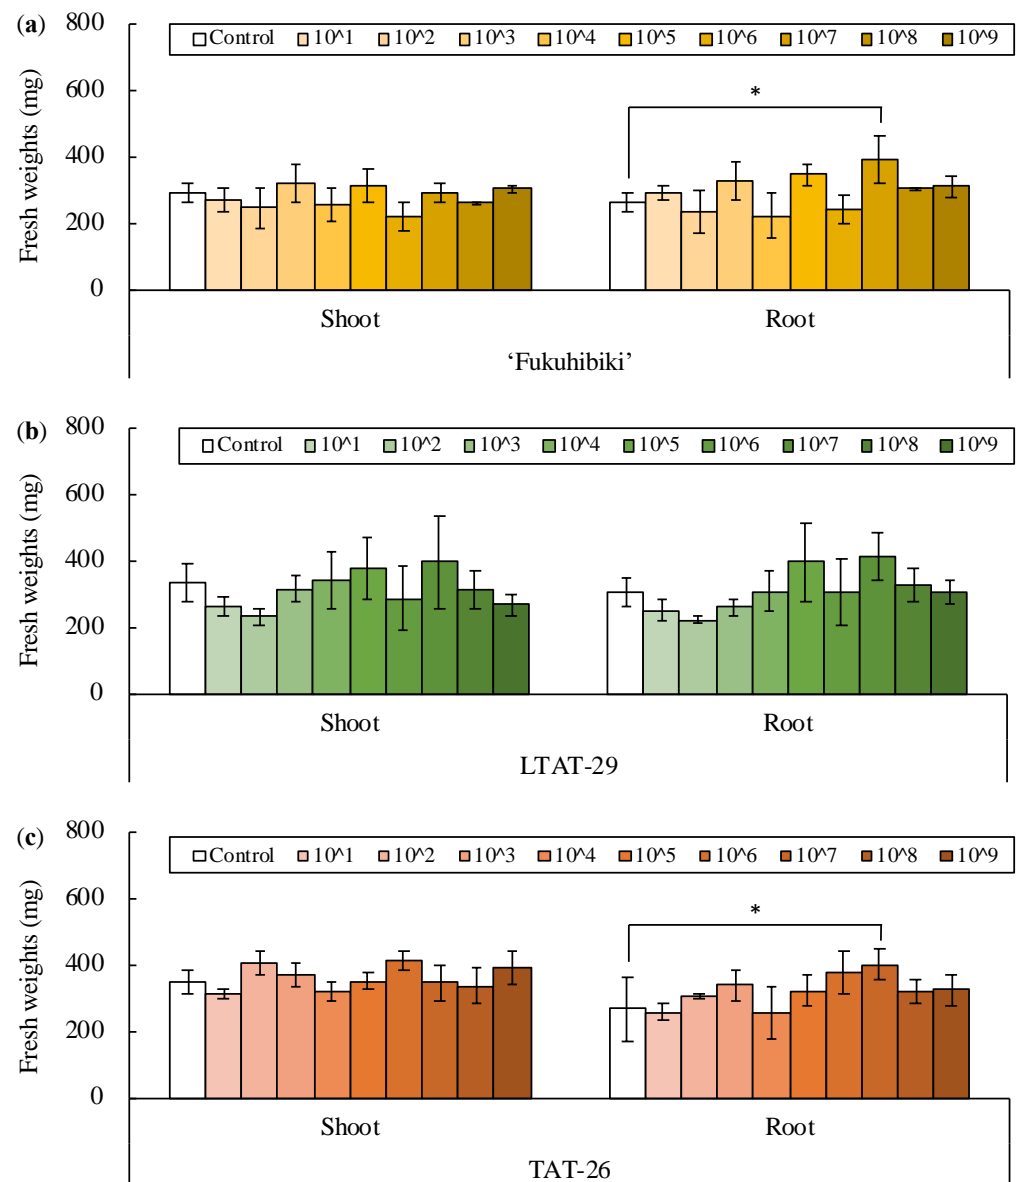 (a)
800
Control 10^1 10^2 10^3 10^4 10^5 10^6 10^7 10^8 10^9
600
*
400
200
0
Fresh weights (mg)
Shoot Root
‘Fukuhibiki’
(b)
800
Control 10^1 10^2 10^3 10^4 10^5 10^6 10^7 10^8 10^9
600
400
200
0
Fresh weights (mg)
Shoot Root
LTAT-29
(c)
800
Control 10^1 10^2 10^3 10^4 10^5 10^6 10^7 10^8 10^9
600
*
400
200
0
Fresh weights (mg)
Shoot Root
TAT-26